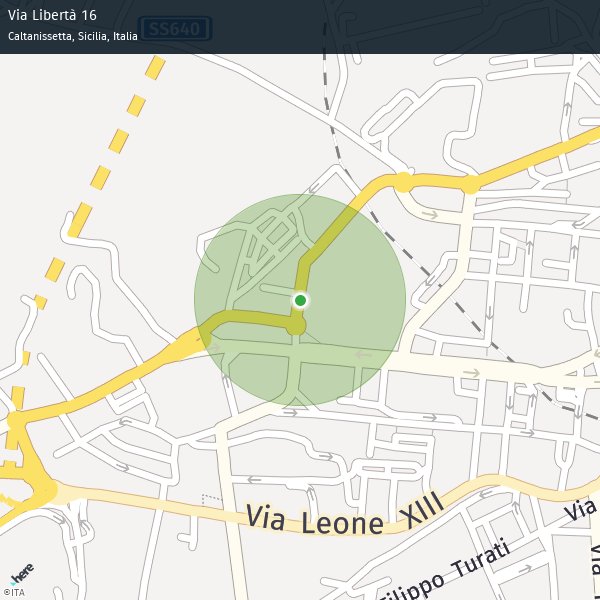 Via Libertà 16
SS640
Caltanissetta, Sicilia, Italia
Via Leone XIII
Filippo Turati
Via
Via
here
©ITA